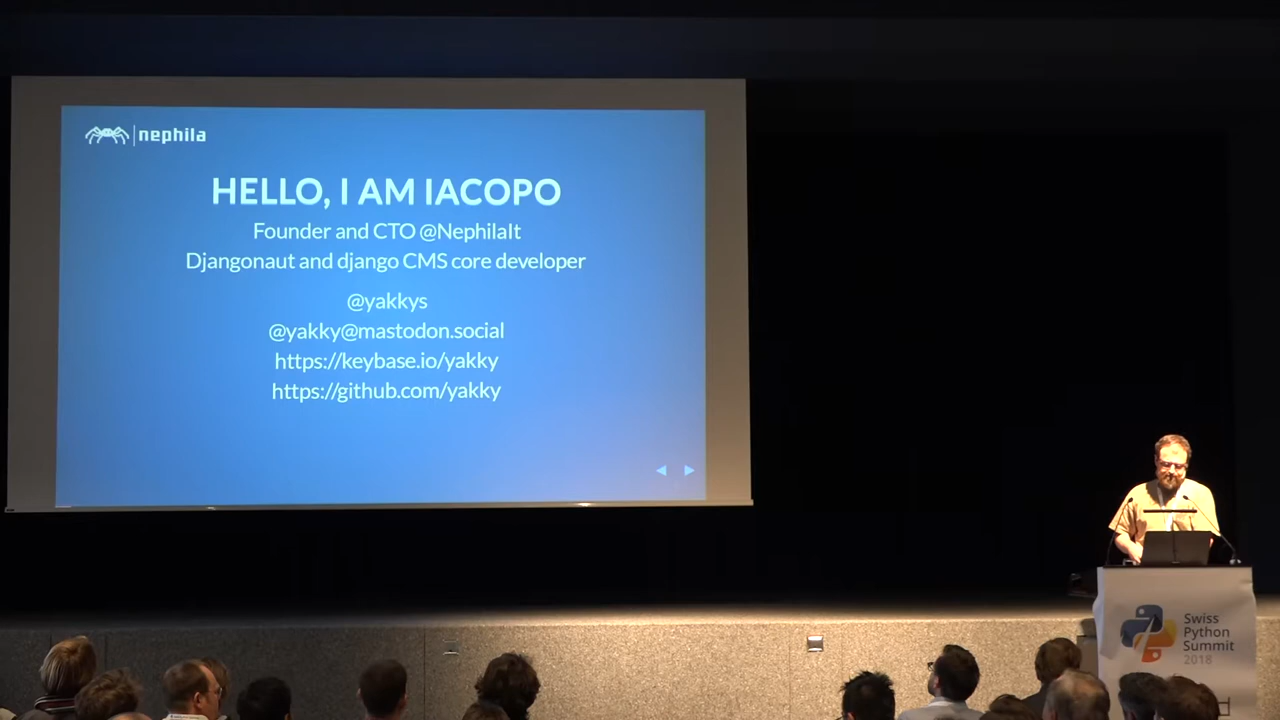 nephila
HELLO, I AM IACOPO
Founder and CTO @NephilaIt
Djangonaut and django CMS core developer
@yakkys
@yakky@mastodon.social
https://keybase.io/yakky
https://github.com/yakky
Swiss
Python
Summit
2018